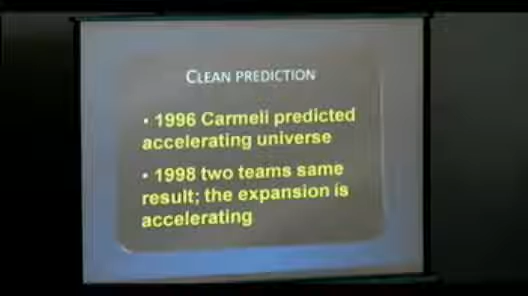 CLEAN PREDICTION
• 1996 Carmeli predicted
accelerating universe
• 1998 two teams same
result; the expansion is
accelerating